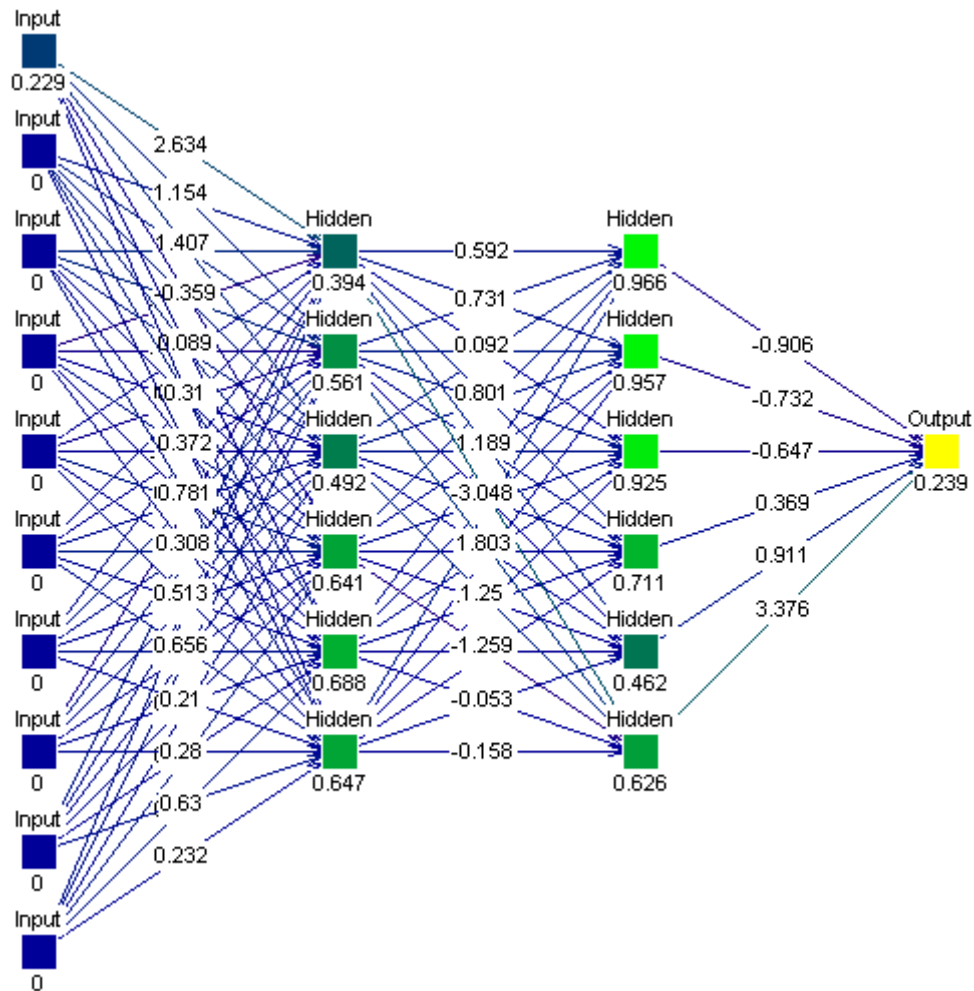 Input
0.229
Input
0
Input
0
Input
0
Input
0
Input
0
Input
0
Input
0
Input
0
Input
0
2.634
1.154
1.407
-0.359
0.089
0.31
0.372
0.781
0.308
0.513
0.656
0.21
0.28
0.63
0.232
Hidden
0.394
Hidden
0.561
Hidden
0.492
Hidden
0.641
Hidden
0.688
Hidden
0.647
0.592
0.731
0.092
0.801
1.189
-3.048
1.803
1.25
-1.259
-0.053
-0.158
Hidden
0.966
Hidden
0.957
Hidden
0.925
Hidden
0.711
Hidden
0.462
Hidden
0.626
-0.906
-0.732
-0.647
0.369
0.911
3.376
Output
0.239